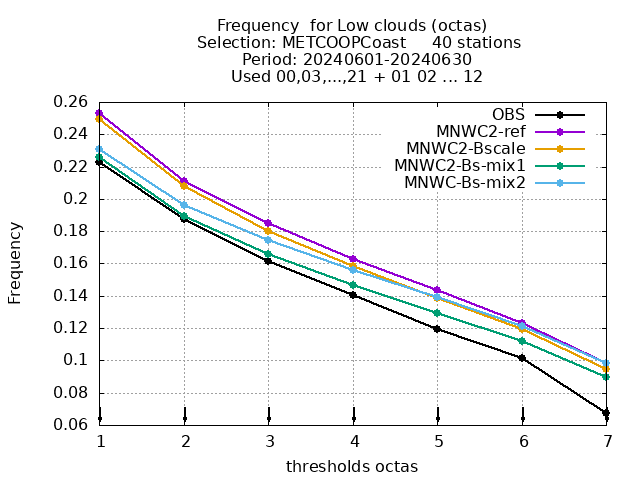 Frequency  for Low clouds (octas)
Selection: METCOOPCoast     40 stations
Period: 20240601-20240630
Used 00,03,...,21 + 01 02 ... 12
OBS
MNWC2-ref
MNWC2-Bscale
MNWC2-Bs-mix1
MNWC-Bs-mix2
0.26
0.24
0.22
0.2
0.18
0.16
0.14
0.12
0.1
0.08
0.06
Frequency
1 2 3 4 5 6 7
thresholds octas